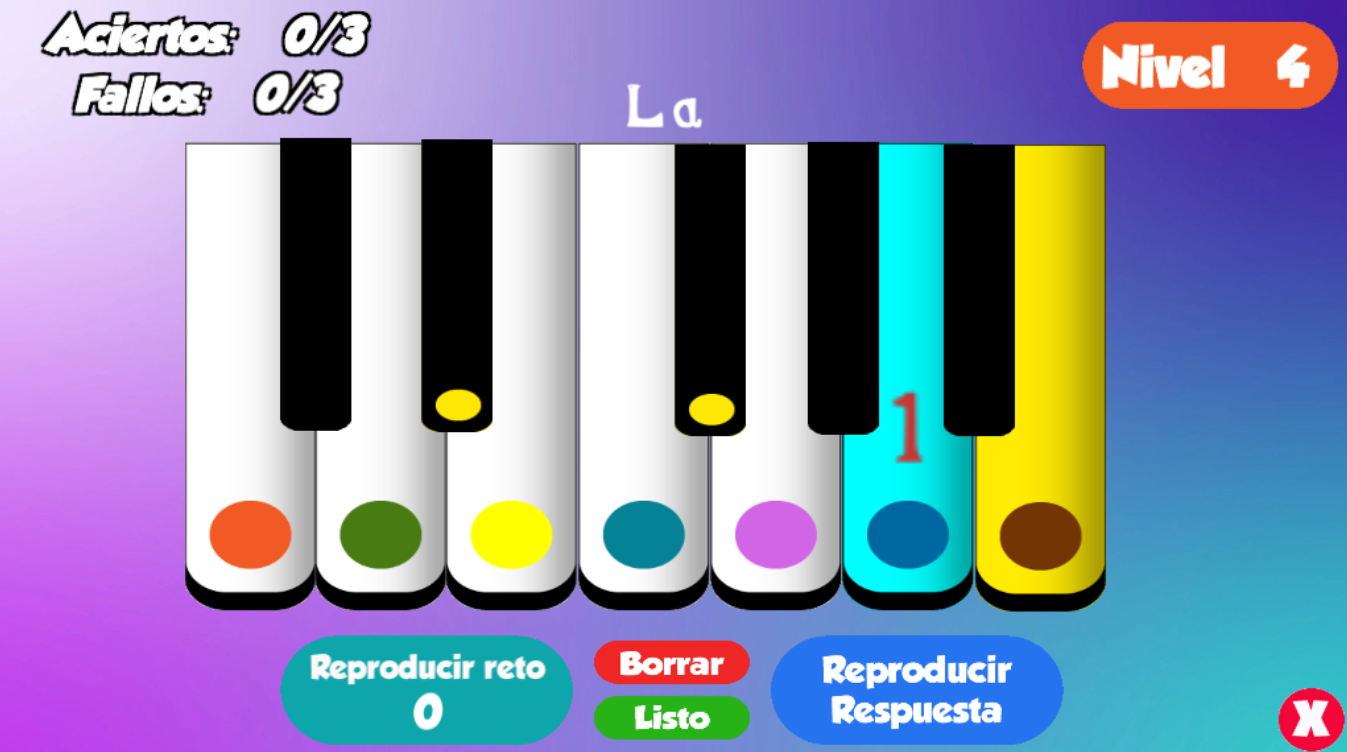 Aciertos: 0/3
Fallos: 0/3
Nivel 4
La
1
Reproducir reto
0
Borrar
Listo
Reproducir
Respuesta
X